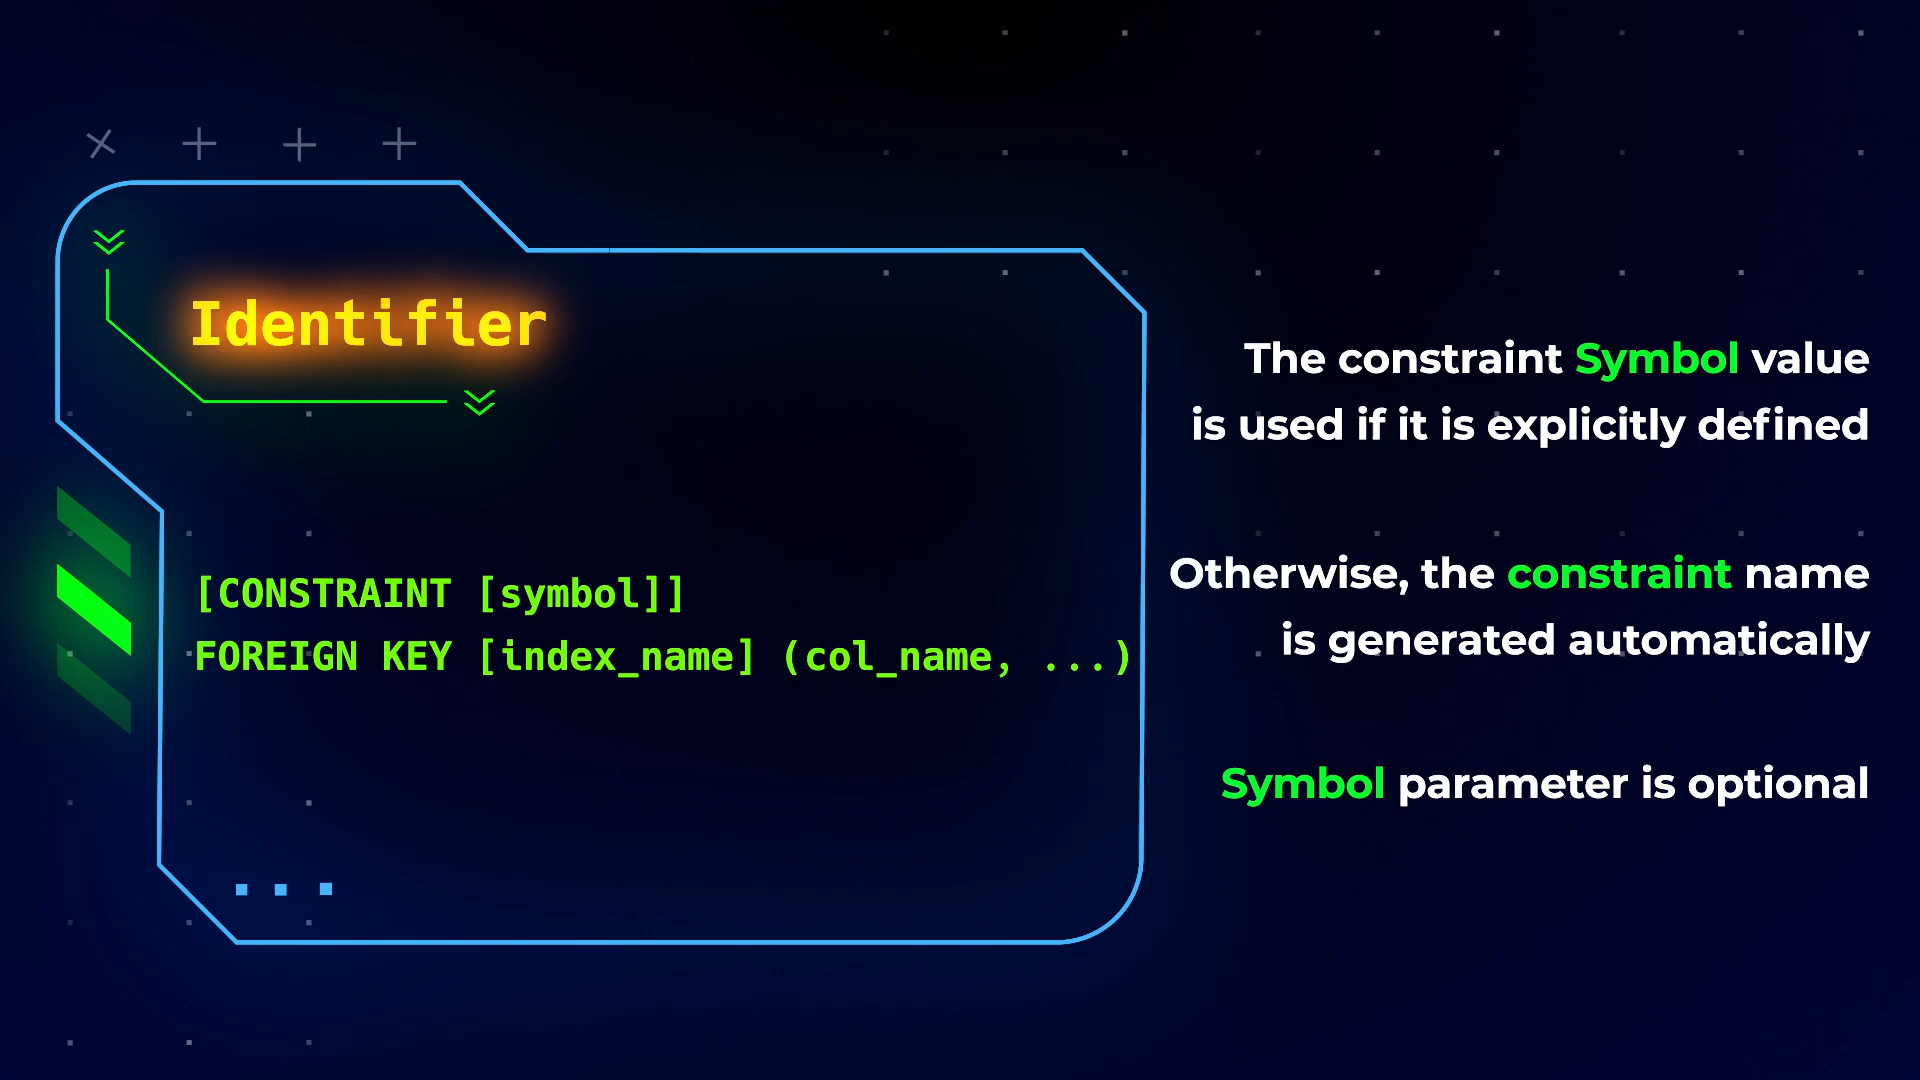 Identifier
[CONSTRAINT [symbol]]
FOREIGN KEY [index_name] (col_name, ...)
The constraint Symbol value
is used if it is explicitly defined
Otherwise, the constraint name
is generated automatically
Symbol parameter is optional